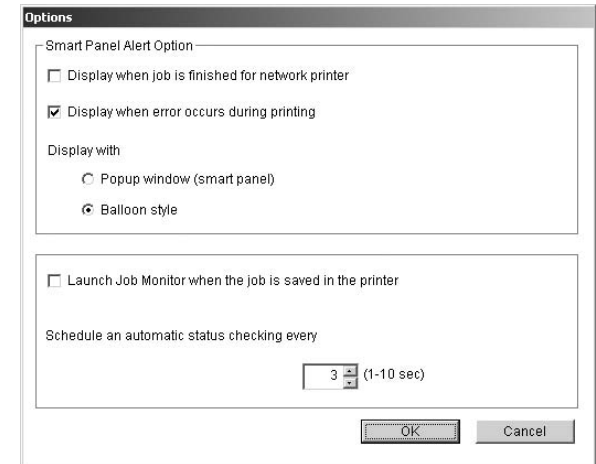 Options
Smart Panel Alert Option
Display when job is finished for network printer
Display when error occurs during printing
Display with
Popup window (smart panel)
Balloon style
Launch Job Monitor when the job is saved in the printer
Schedule an automatic status checking every
3 (1-10 sec)
OK Cancel